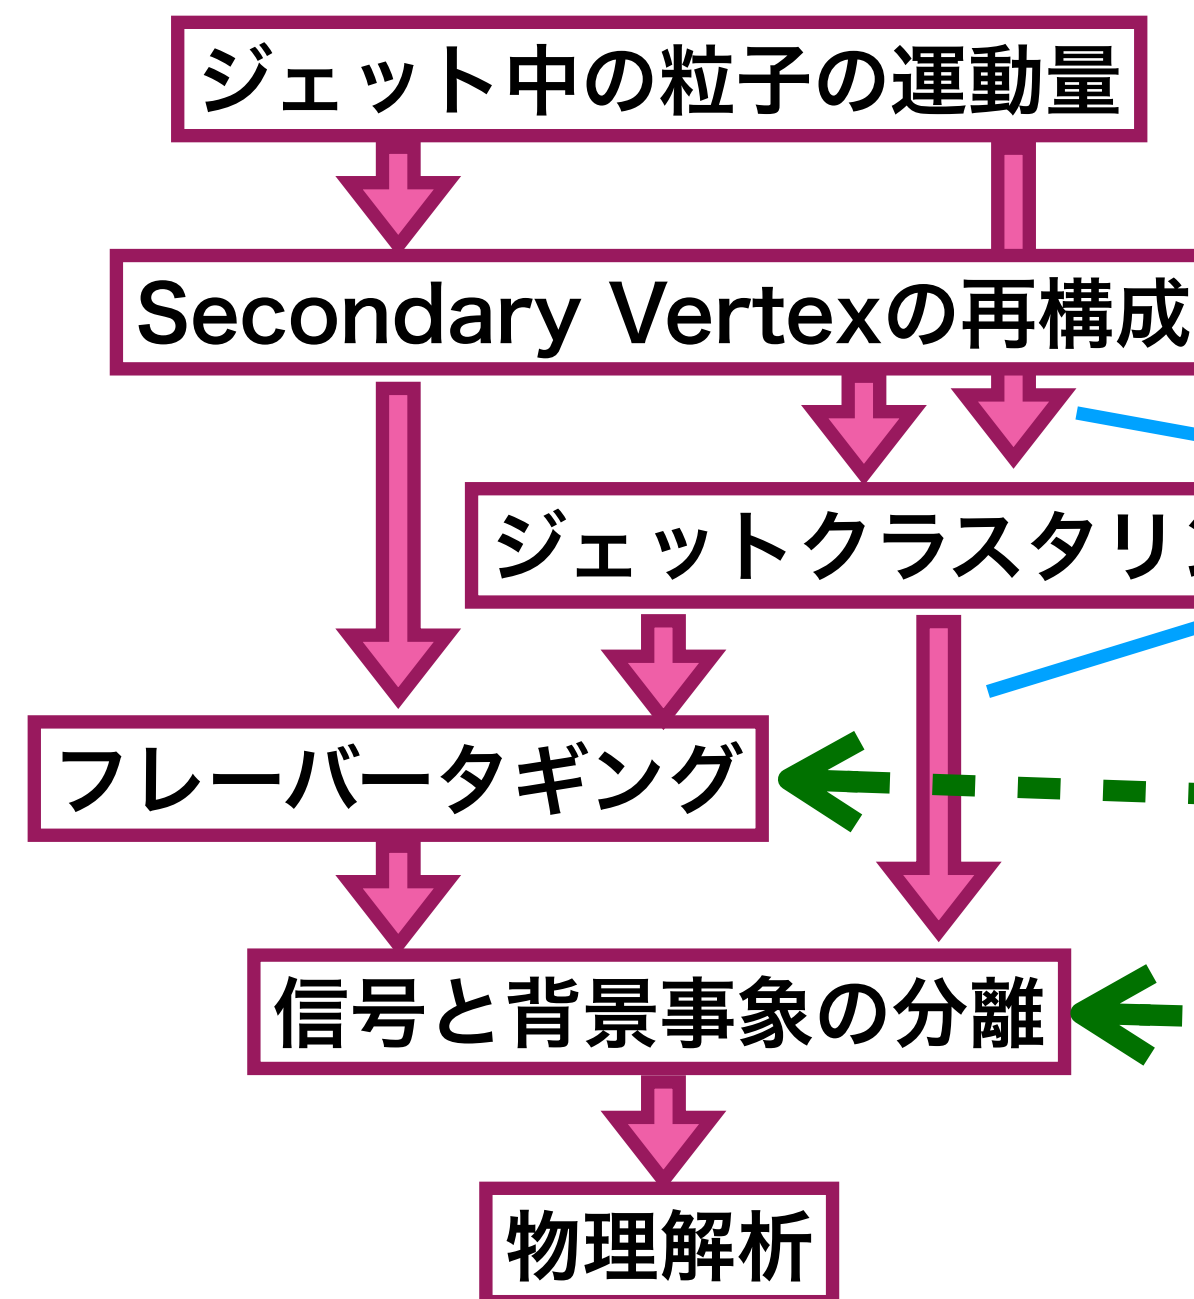 ジェット中の粒子の運動量
Secondary Vertexの再構成
ジェットクラスタリン
フレーバータギング
信号と背景事象の分離
物理解析